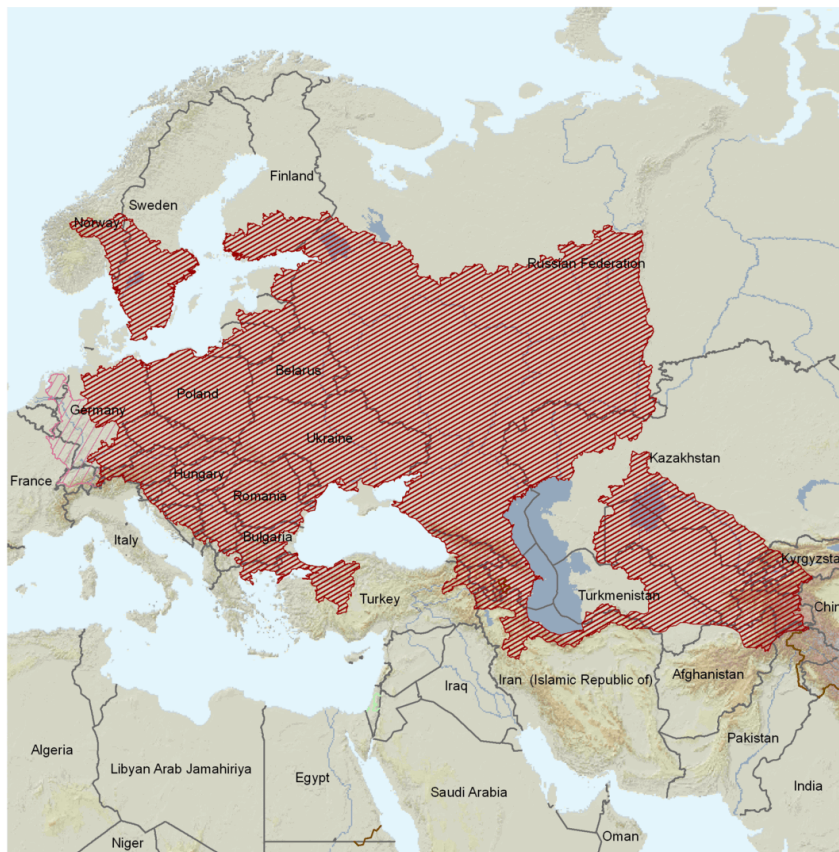 Finland
Sweden
Norway
Russian Federation
Belarus
Poland
Germany
Ukraine
Kazakhstan
Hungary
France
Romania
Bulgaria
Italy
Kyrgyzsta
Turkey
Turkmenistan
Chin
Afghanistan
Iran (Islamic Republic of)
Iraq
Pakistan
Algeria
Libyan Arab Jamahiriya
Egypt
Saudi Arabia
India
Oman
Niger